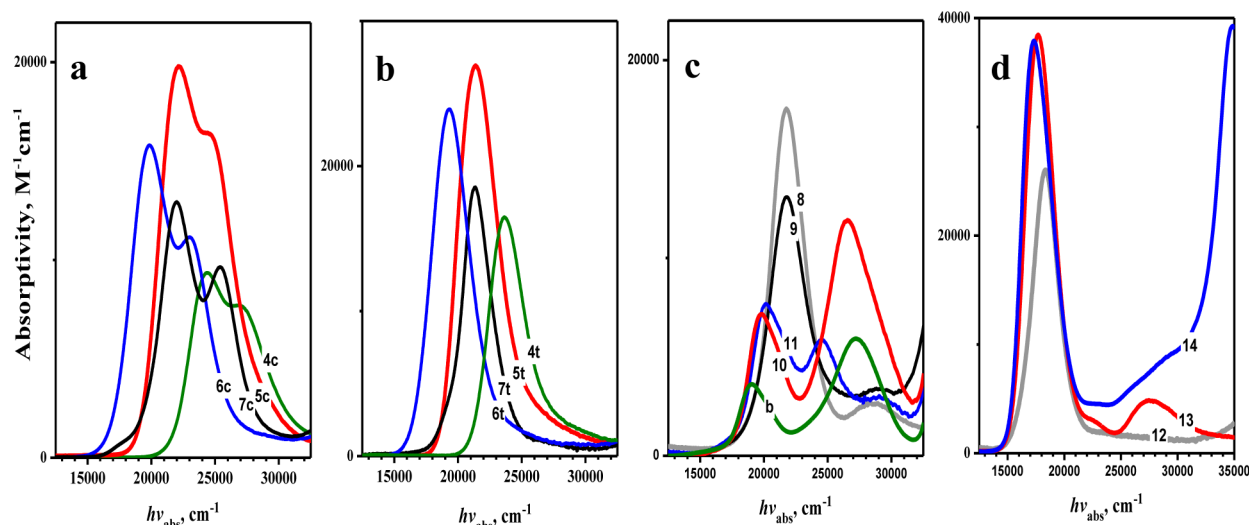 a
b
c
d
Absorptivity, M⁻¹cm⁻¹
20000
0
15000 20000 25000 30000
hν_abs, cm⁻¹
4c
5c
6c
7c
20000
0
15000 20000 25000 30000
hν_abs, cm⁻¹
4t
5t
7t
6t
20000
0
15000 20000 25000 30000
hν_abs, cm⁻¹
8
9
11
10
b
40000
20000
0
15000 20000 25000 30000 35000
hν_abs, cm⁻¹
14
13
12